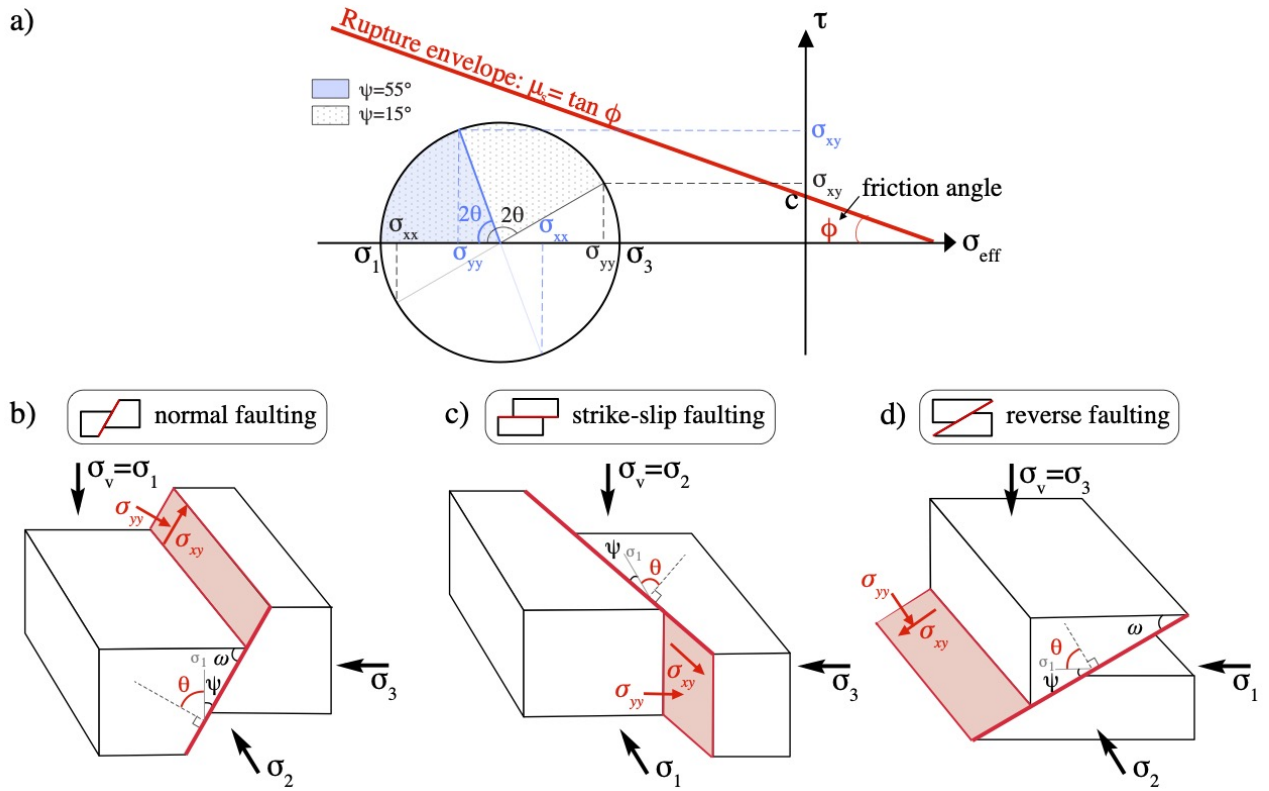 a)
τ
Rupture envelope: μₛ= tan ϕ
ψ=55°
ψ=15°
σxy
σxy
c
friction angle
ϕ
σeff
2θ
2θ
σxx
σxx
σ₁
σyy
σyy
σ₃
b)
normal faulting
σᵥ=σ₁
σyy
σxy
σ₁
ω
θ
ψ
σ₃
σ₂
c)
strike-slip faulting
σᵥ=σ₂
ψ
σ₁
θ
σxy
σyy
σ₃
σ₁
d)
reverse faulting
σᵥ=σ₃
σyy
σxy
ω
θ
σ₁
ψ
σ₁
σ₂